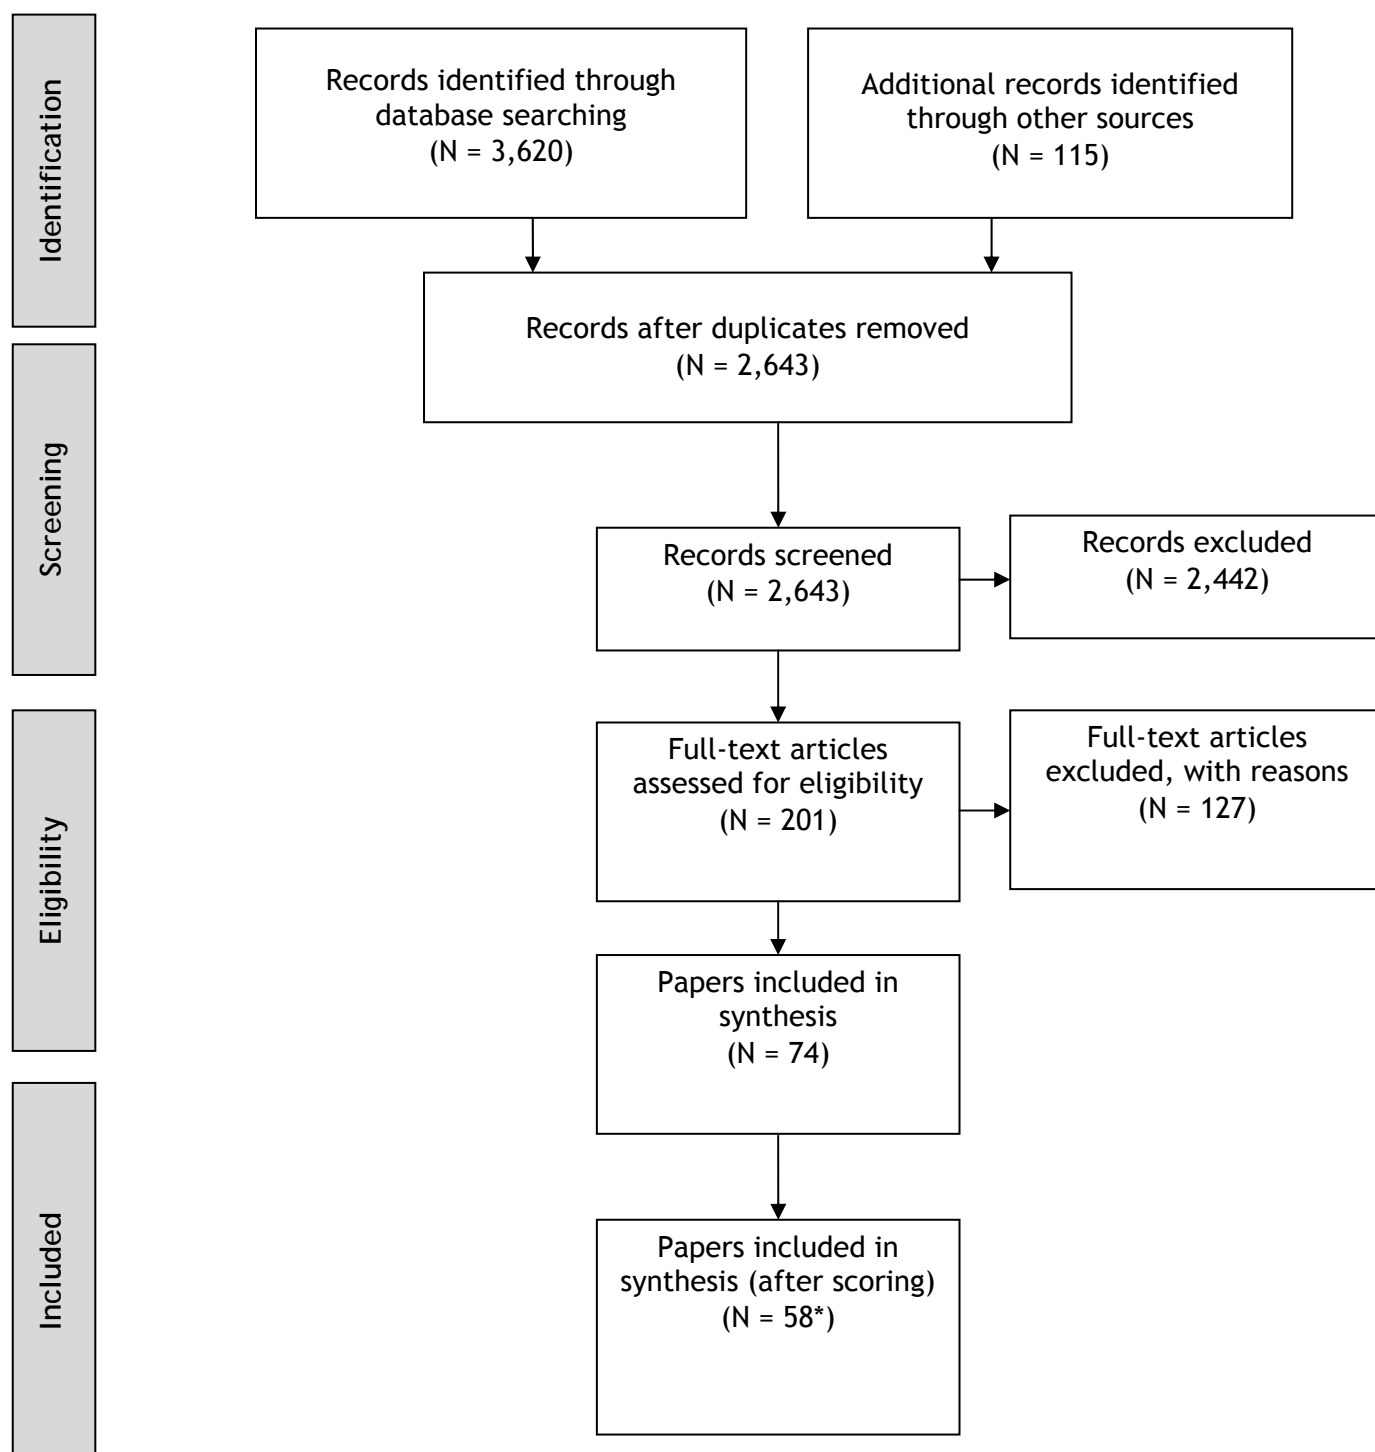 Identification
Records identified through
database searching
(N = 3,620)
Additional records identified
through other sources
(N = 115)
Records after duplicates removed
(N = 2,643)
Screening
Records screened
(N = 2,643)
Records excluded
(N = 2,442)
Eligibility
Full-text articles
assessed for eligibility
(N = 201)
Full-text articles
excluded, with reasons
(N = 127)
Papers included in
synthesis
(N = 74)
Included
Papers included in
synthesis (after scoring)
(N = 58*)